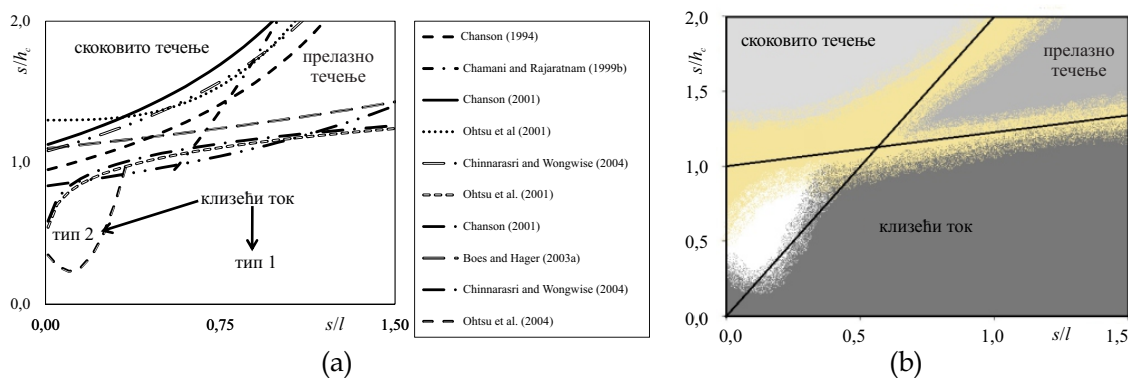 2,0
s/h_c
1,0
0,0
скоковито течење
прелазно
течење
клизећи ток
тип 2
тип 1
0,00
0,75
s/l
1,50
Chanson (1994)
Chamani and Rajaratnam (1999b)
Chanson (2001)
Ohtsu et al (2001)
Chinnarasri and Wongwise (2004)
Ohtsu et al. (2001)
Chanson (2001)
Boes and Hager (2003a)
Chinnarasri and Wongwise (2004)
Ohtsu et al. (2004)
(a)
2,0
s/h_c
1,5
1,0
0,5
0,0
скоковито течење
прелазно
течење
клизећи ток
0,0
0,5
1,0
s/l
1,5
(b)